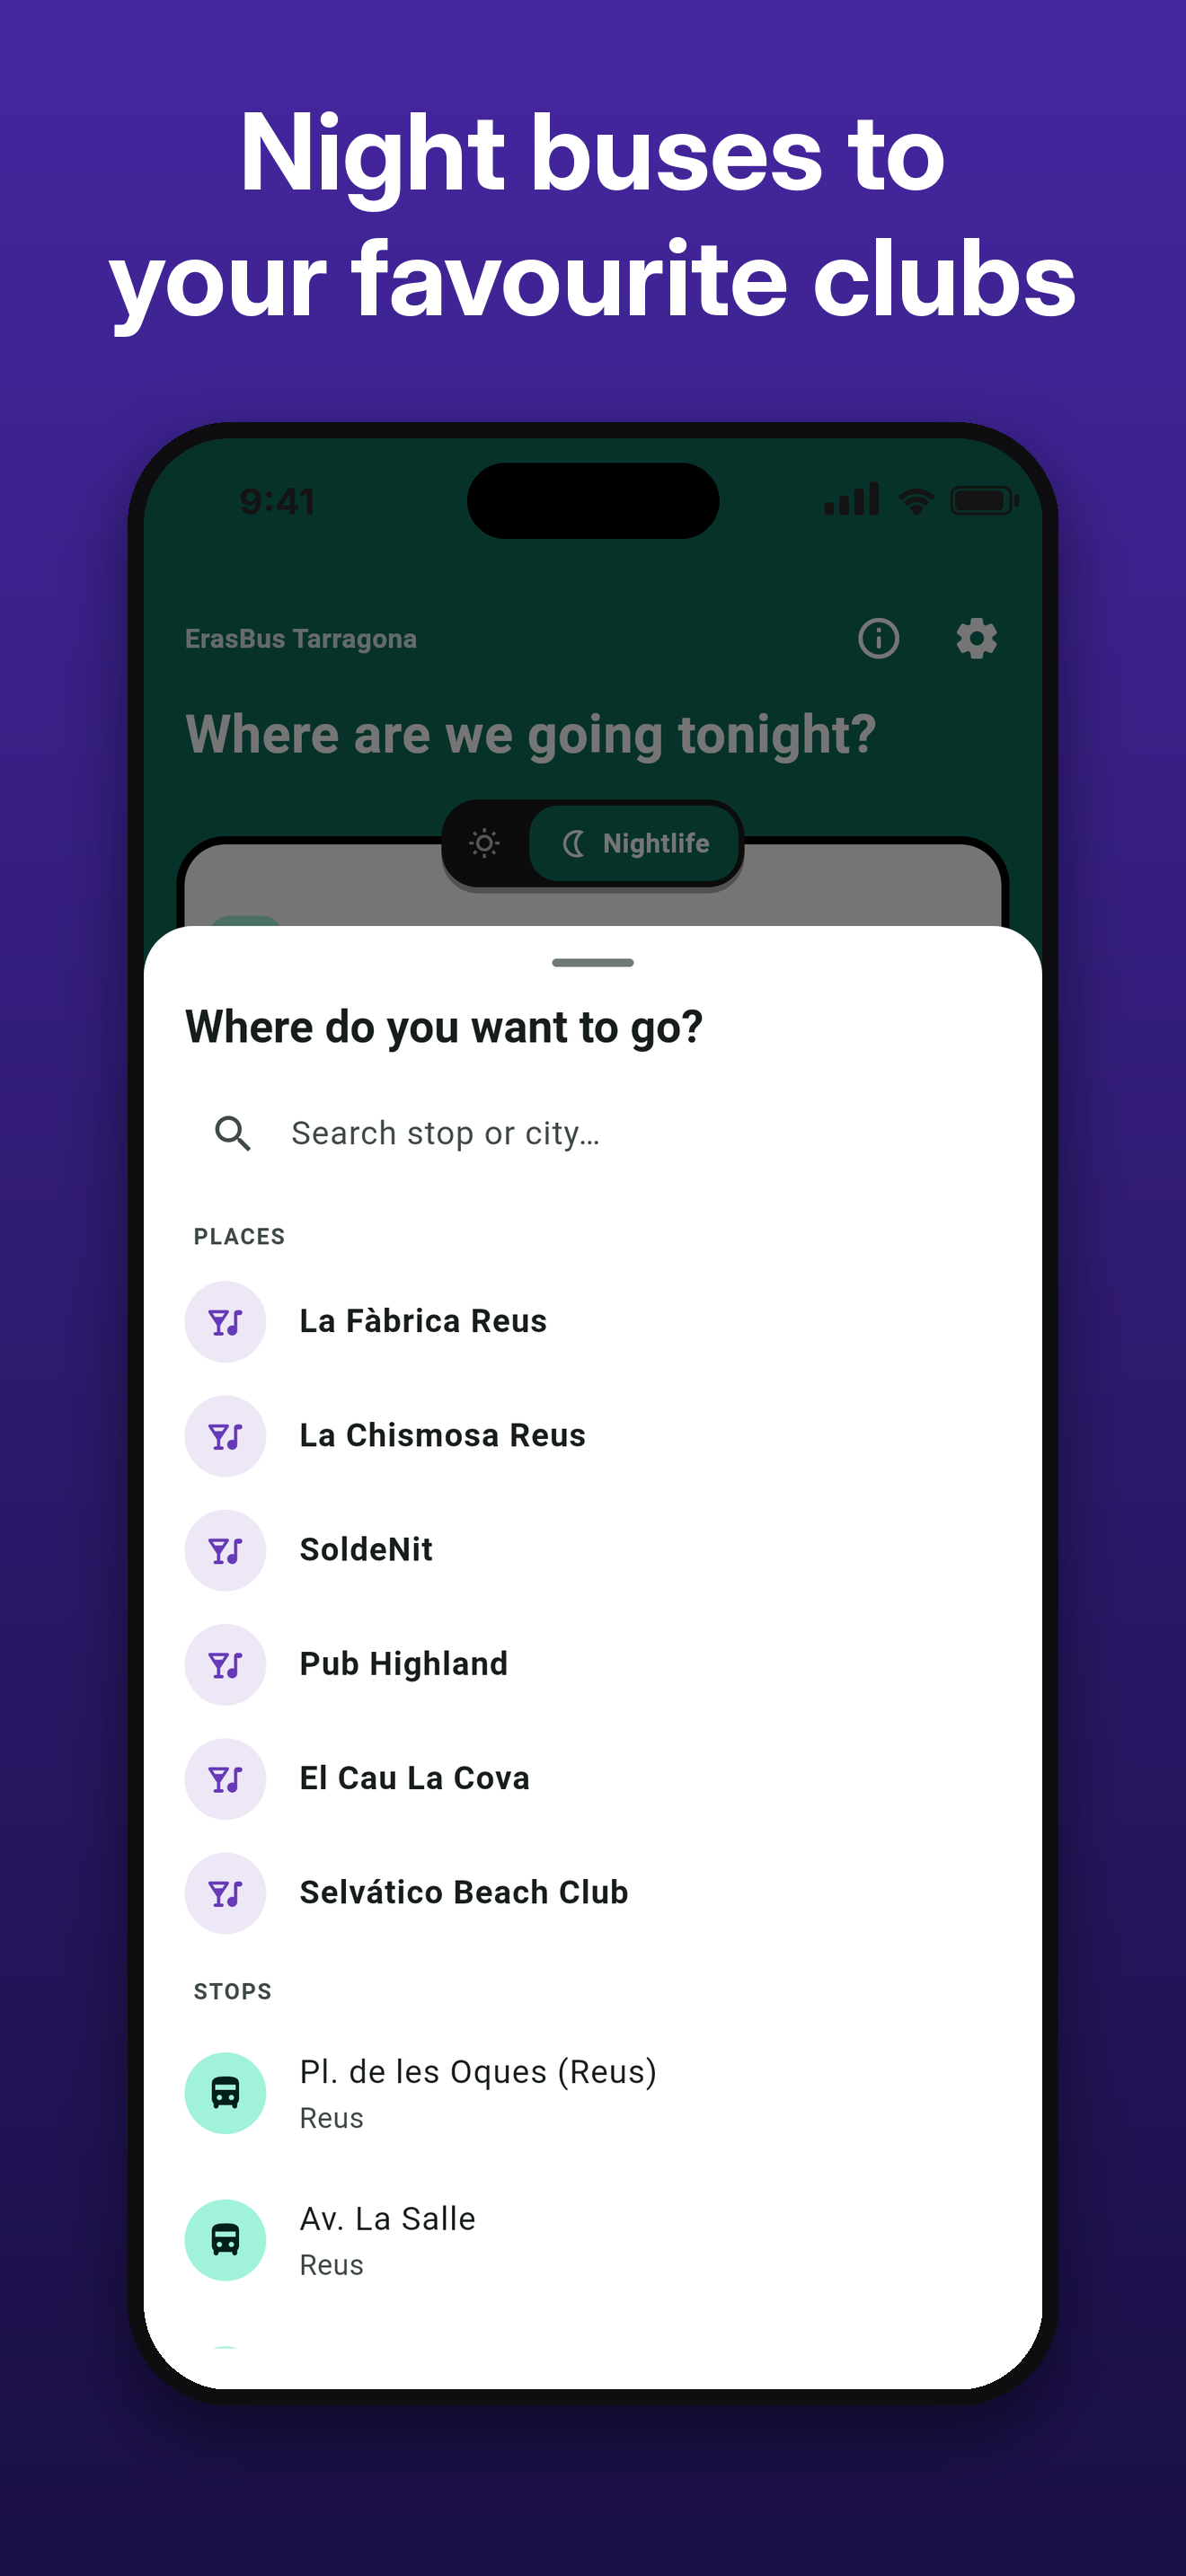 Night buses to
your favourite clubs
9:41
ErasBus Tarragona
Where are we going tonight?
Nightlife
Where do you want to go?
Search stop or city…
PLACES
La Fàbrica Reus
La Chismosa Reus
SoldeNit
Pub Highland
El Cau La Cova
Selvático Beach Club
STOPS
Pl. de les Oques (Reus)
Reus
Av. La Salle
Reus